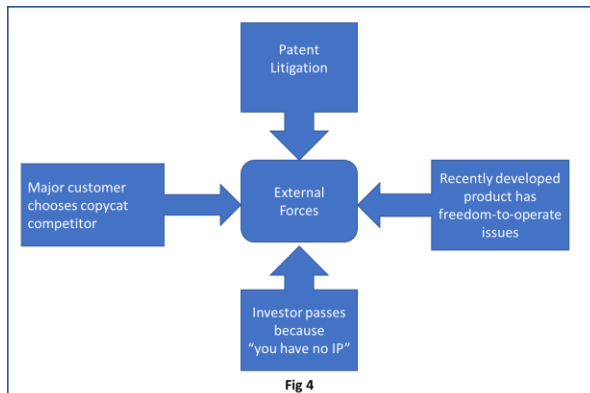 Patent
Litigation
Major customer
chooses copycat
competitor
External
Forces
Recently developed
product has
freedom-to-operate
issues
Investor passes
because
“you have no IP”
Fig 4